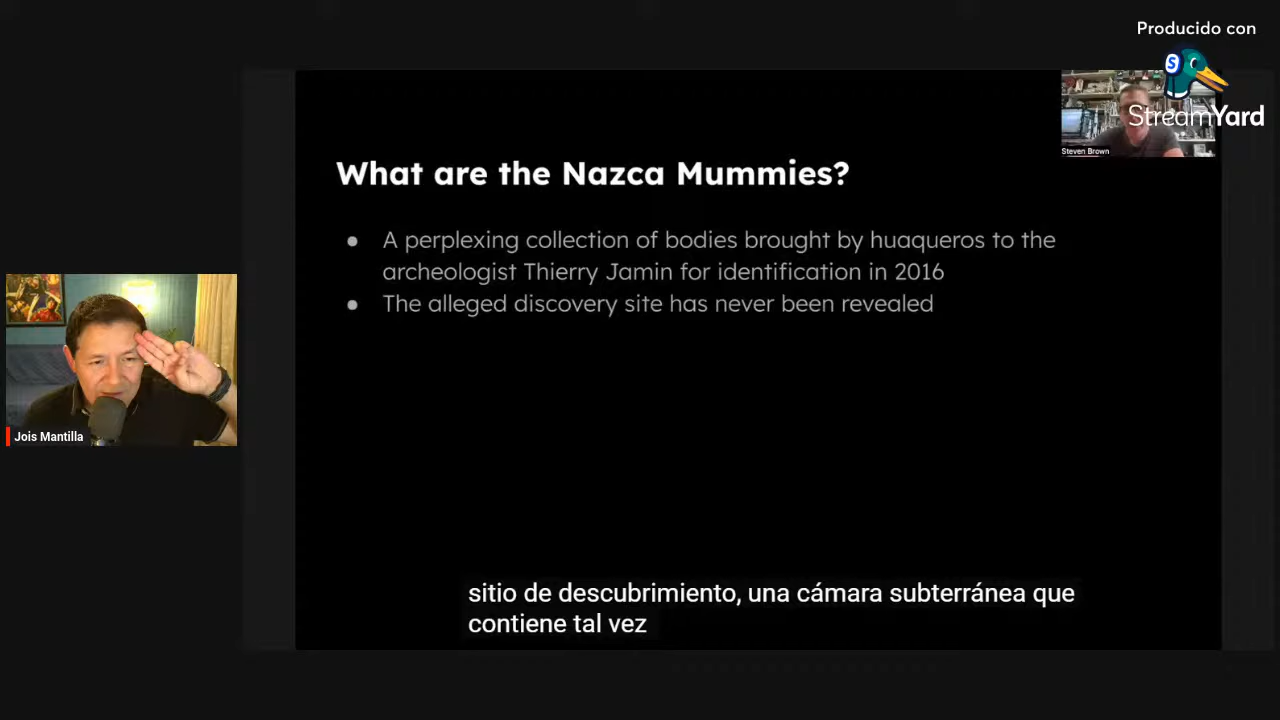 Producido con
S
StreamYard
Steven Brown
What are the Nazca Mummies?
● A perplexing collection of bodies brought by huaqueros to the
archeologist Thierry Jamin for identification in 2016
● The alleged discovery site has never been revealed
Jois Mantilla
sitio de descubrimiento, una cámara subterránea que
contiene tal vez